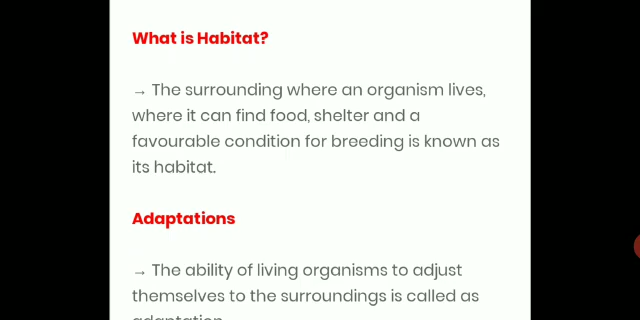 What is Habitat?
→ The surrounding where an organism lives,
where it can find food, shelter and a
favourable condition for breeding is known as
its habitat.
Adaptations
→ The ability of living organisms to adjust
themselves to the surroundings is called as
adaptation